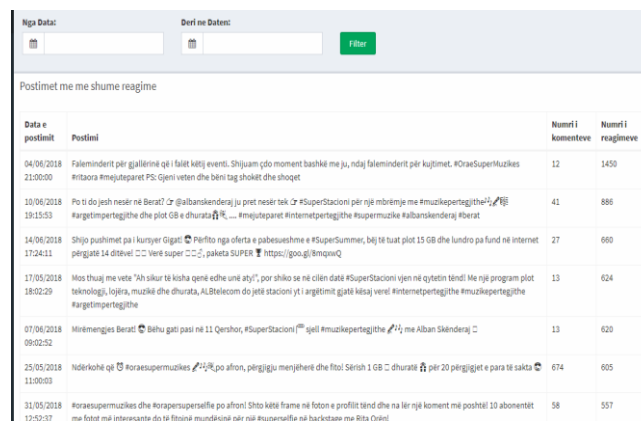 Nga Data: Deri ne Daten:
Filter
Postimet me me shume reagime
Data e postimit Postimi Numri i komenteve Numri i reagimeve
04/06/2018 Faleminderit për gjallërinë që i falët këtij eventi. Shijuam çdo moment bashkë me ju, ndaj faleminderit për kujtimet. #OraeSuperMuzikes 12 1450
21:00:00 #ritaora #mejuteparet PS: Gjeni veten dhe bëni tag shokët dhe shoqet
10/06/2018 Po ti do jesh nesër në Berat? @albanskenderaj ju pret nesër tek #SuperStacioni për një mbrëmje me #muzikepertegjithe 41 886
19:15:53 #argetimpertegjithe dhe plot GB e dhurata, .... #mejuteparet #internetpertegjithe #supermuzike #albanskenderaj #berat
14/06/2018 Shijo pushimet pa i kursyer Gigat! Përfito nga oferta e pabesueshme e #SuperSummer, bëj të tuat plot 15 GB dhe lundro pa fund në internet 27 660
17:24:11 përgjatë 14 ditëve! Verë super, paketa SUPER https://goo.gl/8mqxwQ
17/05/2018 Mos thuaj me vete "Ah sikur të kisha qenë edhe unë aty!", por shiko se në cilën datë #SuperStacioni vjen në qytetin tënd! Me një program plot 13 624
18:02:29 teknologji, lojëra, muzikë dhe dhurata, ALBtelecom do jetë stacioni yt i argëtimit gjatë kësaj vere! #internetpertegjithe #muzikepertegjithe
#argetimpertegjithe
07/06/2018 Mirëmengjes Berati! Bëhu gati pasi në 11 Qershor, #SuperStacioni sjell #muzikepertegjithe me Alban Skënderaj 13 620
09:02:52
25/05/2018 Ndërkohë që #oraesupermuzikes po afron, përgjigju menjëherë dhe fito! Sërish 1 GB dhuratë për 20 përgjigjet e para të sakta 674 605
11:00:03
31/05/2018 #oraesupermuzikes dhe #orapersuperselfie po afron! Shto këtë frame në foton e profilit tënd dhe na lër një koment më poshtë! 10 abonentët 58 557
12:52:37 me fotot më interesante do të fitojnë mundësinë për një #superselfie në backstage me Rita Orën!